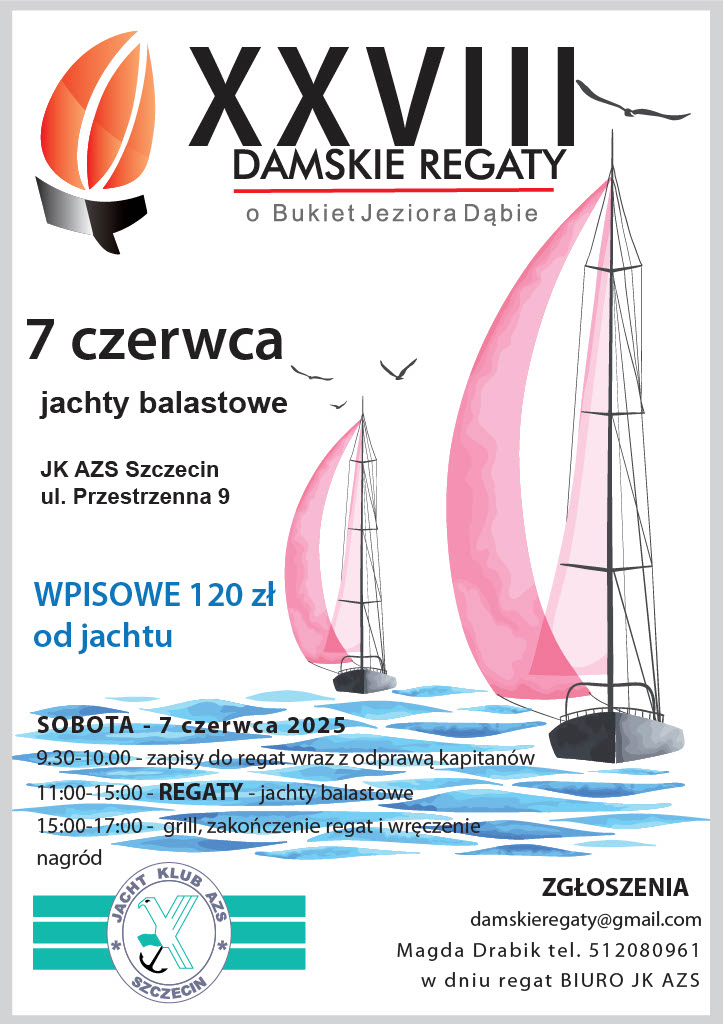 XXVIII
DAMSKIE REGATY
o Bukiet Jeziora Dąbie
7 czerwca
jachty balastowe
JK AZS Szczecin
ul. Przestrzenna 9
WPISOWE 120 zł
od jachtu
SOBOTA - 7 czerwca 2025
9.30-10.00 - zapisy do regat wraz z odprawą kapitanów
11:00-15:00 - REGATY - jachty balastowe
15:00-17:00 - grill, zakończenie regat i wręczenie
nagród
JACHT KLUB AZS
* *
SZCZECIN
ZGŁOSZENIA
damskieregaty@gmail.com
Magda Drabik tel. 512080961
w dniu regat BIURO JK AZS